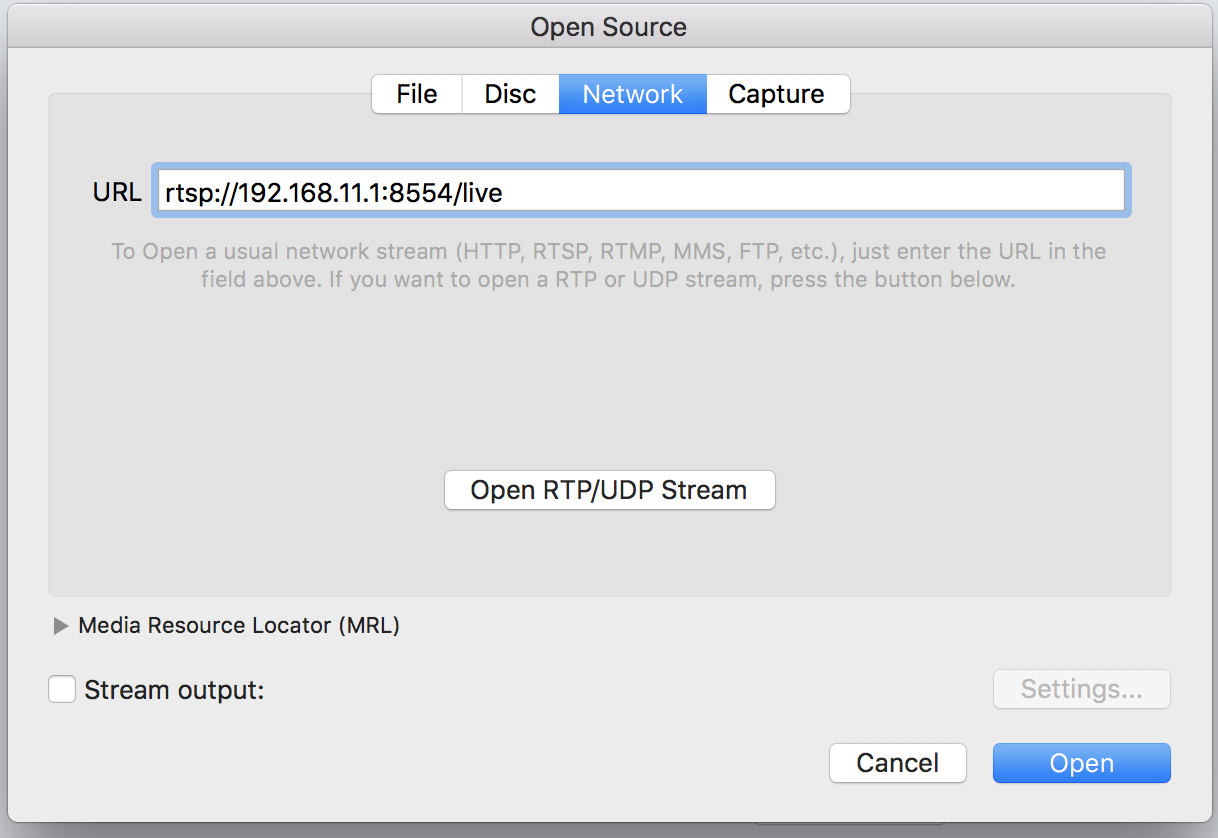 Open Source
File Disc Network Capture
URL rtsp://192.168.11.1:8554/live
To Open a usual network stream (HTTP, RTSP, RTMP, MMS, FTP, etc.), just enter the URL in the
field above. If you want to open a RTP or UDP stream, press the button below.
Open RTP/UDP Stream
Media Resource Locator (MRL)
Stream output:
Settings...
Cancel Open